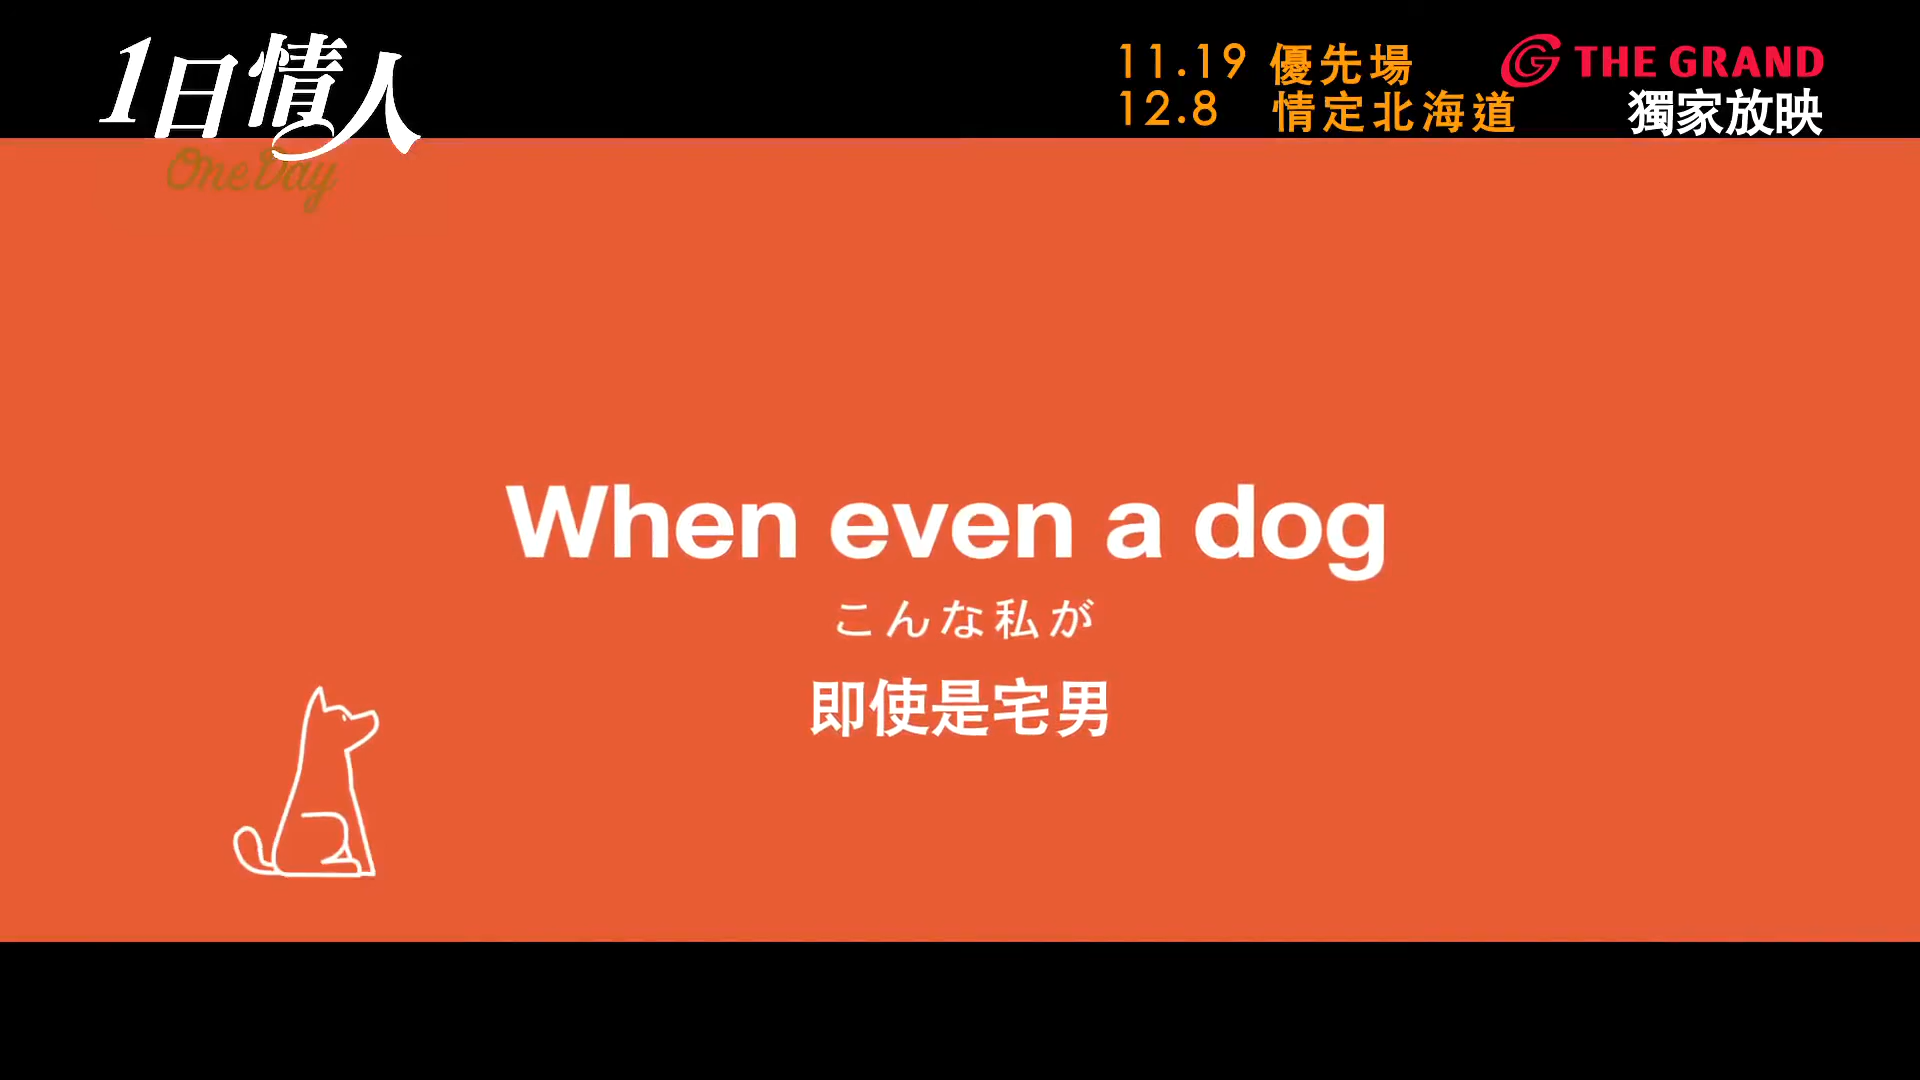 1日情人
One Day
11.19 優先場
12.8 情定北海道
THE GRAND
獨家放映
When even a dog
こんな私が
即使是宅男